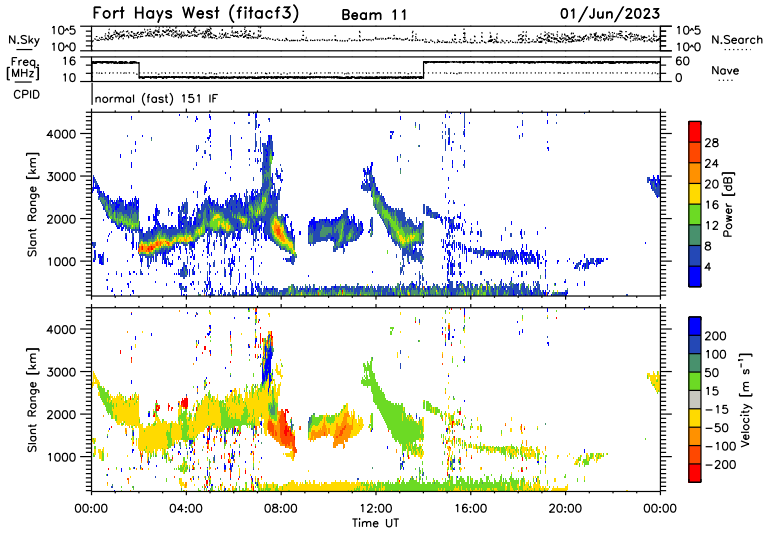 Fort Hays West (fitacf3) Beam 11 01/Jun/2023
N.Sky 10^5 10^0 10^5 10^0 N.Search
Freq. [MHz] 16 10 60 0 Nave
CPID normal (fast) 151 IF
Slant Range [km] 4000 3000 2000 1000
28 24 20 16 12 8 4 Power [dB]
Slant Range [km] 4000 3000 2000 1000
200 100 50 15 -15 -50 -100 -200 Velocity [m s^-1]
00:00 04:00 08:00 12:00 16:00 20:00 00:00
Time UT